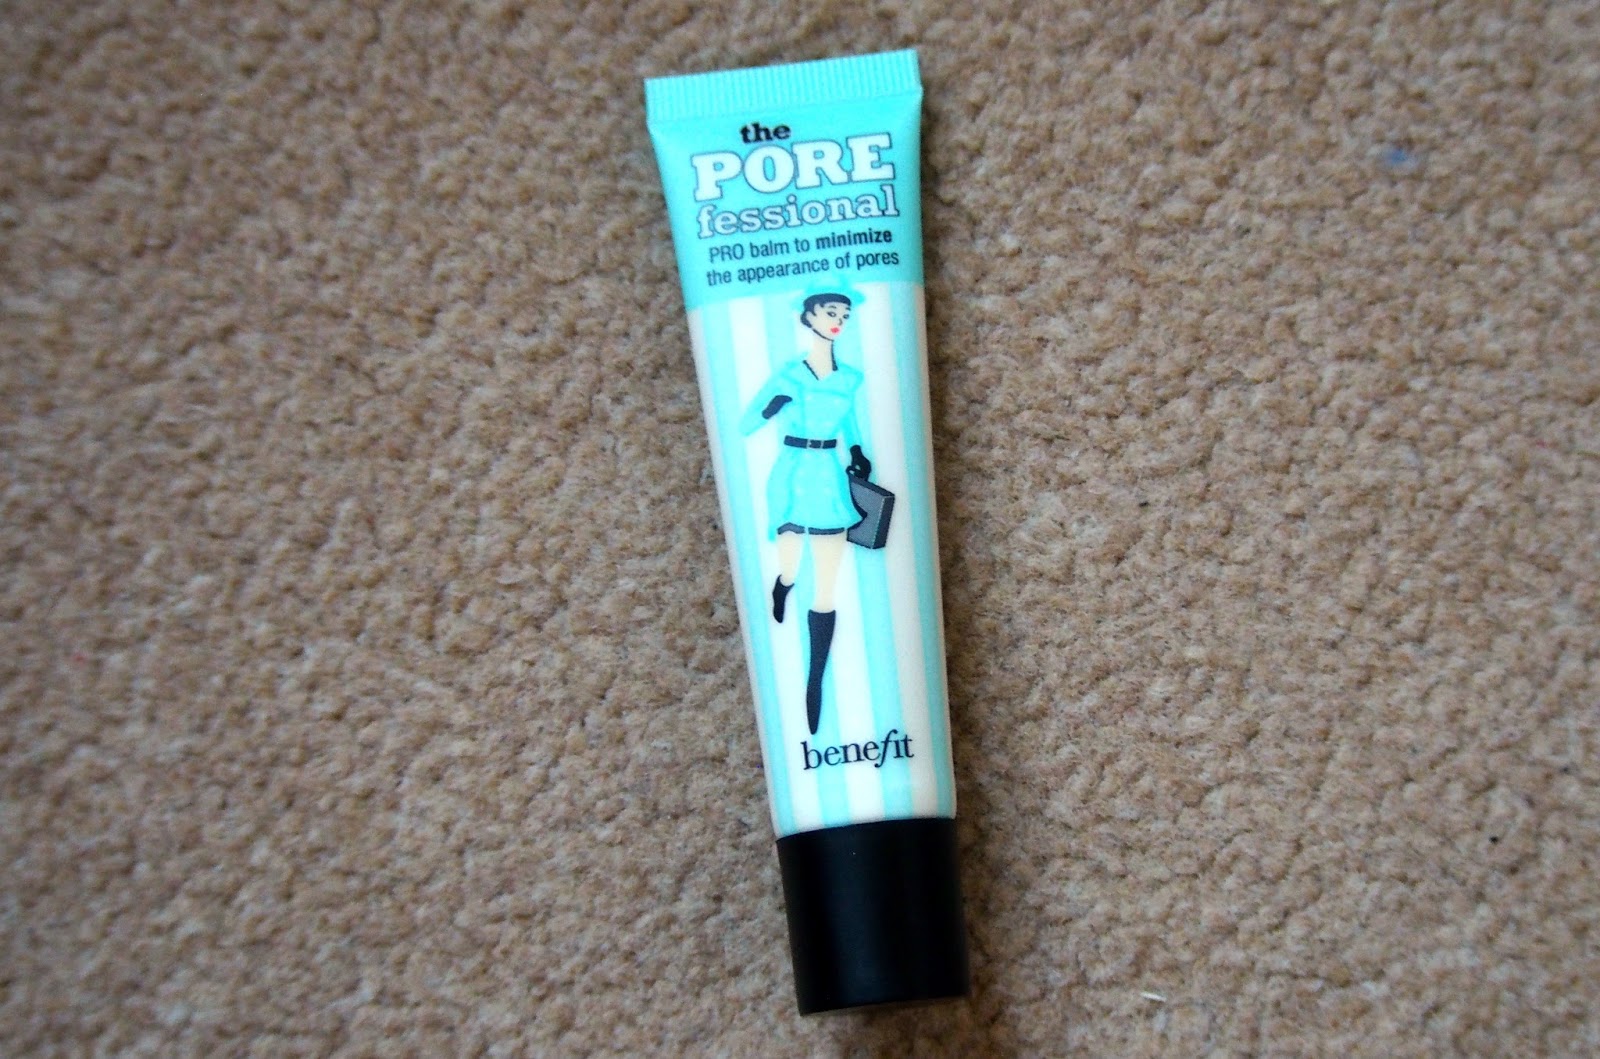 the
PORE
fessional
PRO balm to minimize
the appearance of pores
benefit